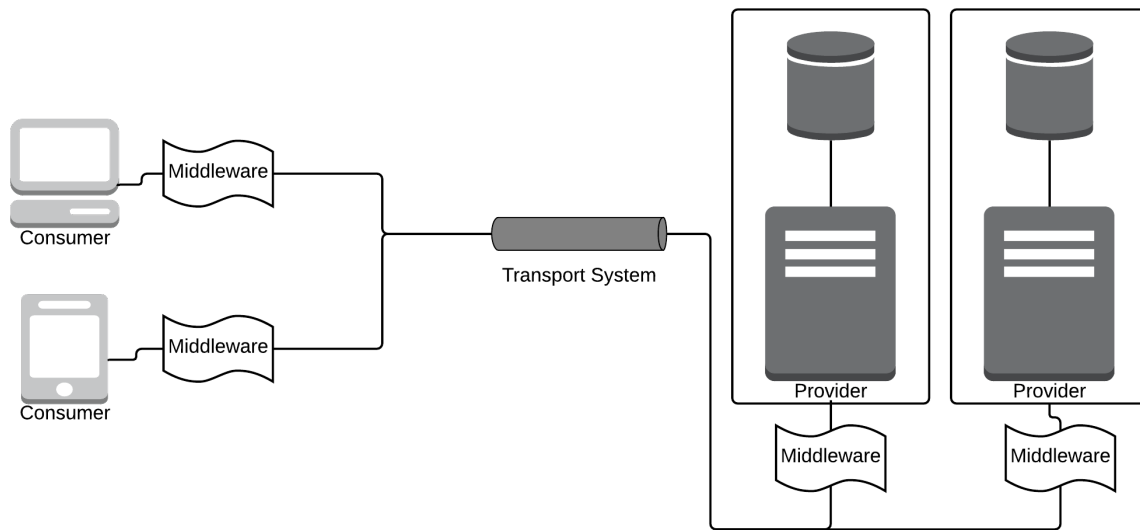 Middleware
Consumer
Transport System
Middleware
Consumer
Provider
Provider
Middleware
Middleware